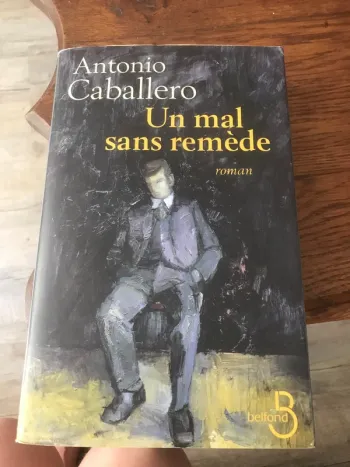 Antonio
Caballero
Un mal
sans remède
roman
belfond